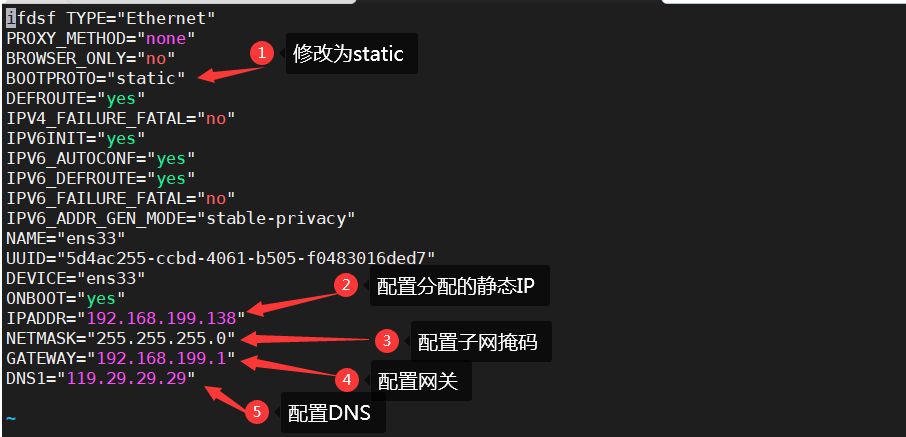 ifdsf TYPE="Ethernet"
PROXY_METHOD="none"
1 修改为static
BROWSER_ONLY="no"
BOOTPROTO="static"
DEFROUTE="yes"
IPV4_FAILURE_FATAL="no"
IPV6INIT="yes"
IPV6_AUTOCONF="yes"
IPV6_DEFROUTE="yes"
IPV6_FAILURE_FATAL="no"
IPV6_ADDR_GEN_MODE="stable-privacy"
NAME="ens33"
UUID="5d4ac255-ccbd-4061-b505-f0483016ded7"
DEVICE="ens33"
2 配置分配的静态IP
ONBOOT="yes"
IPADDR="192.168.199.138"
NETMASK="255.255.255.0"
3 配置子网掩码
GATEWAY="192.168.199.1"
4 配置网关
DNS1="119.29.29.29"
5 配置DNS
~